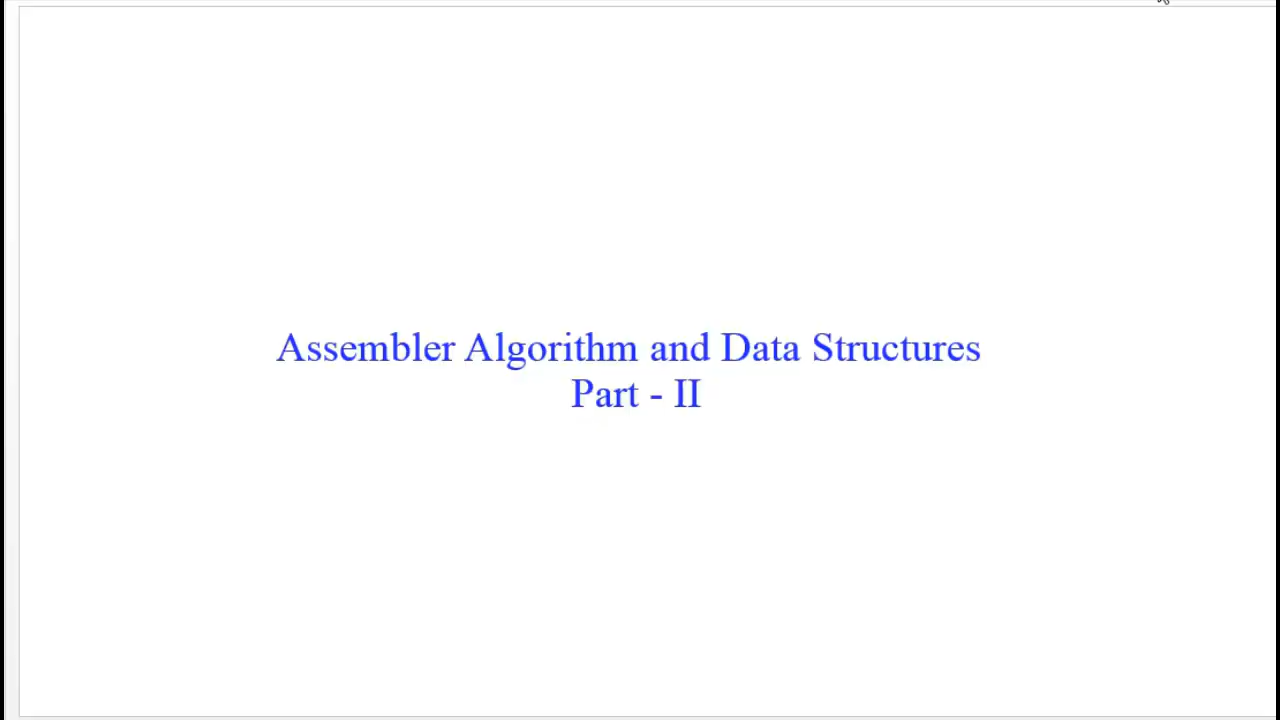 Assembler Algorithm and Data Structures
Part - II